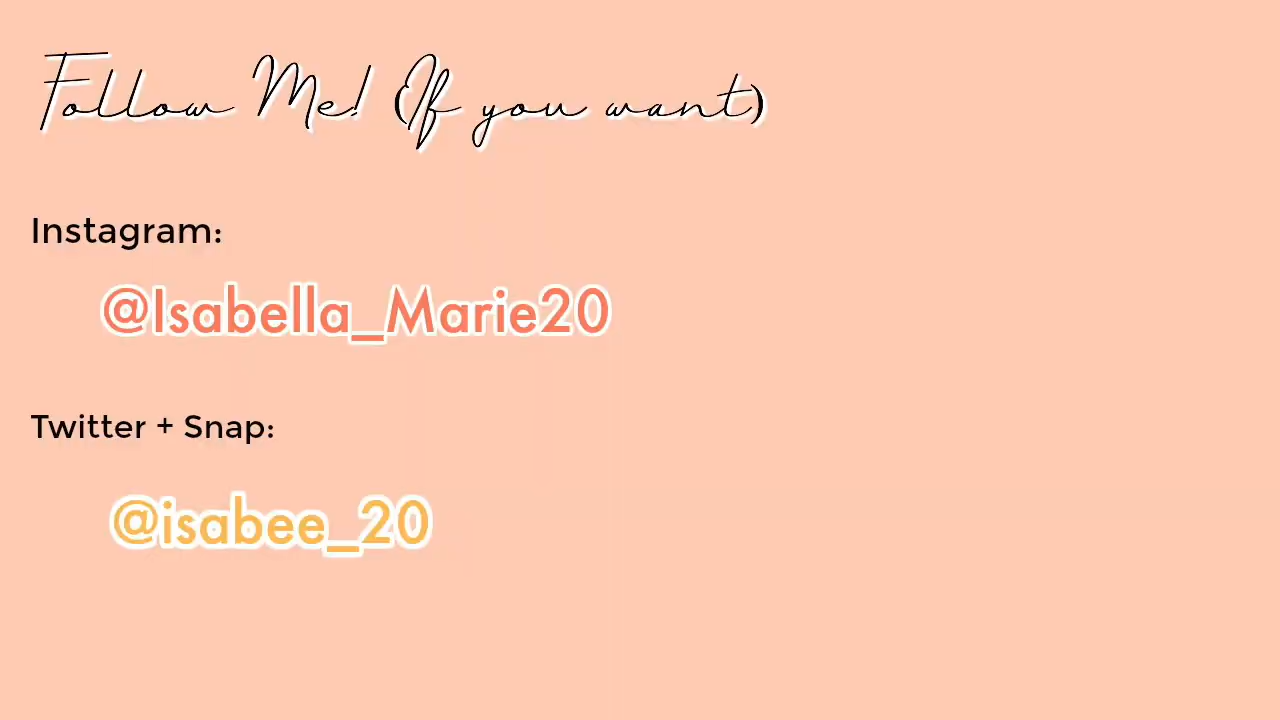 Follow Me! (If you want)
Instagram:
@Isabella_Marie20
Twitter + Snap:
@isabee_20